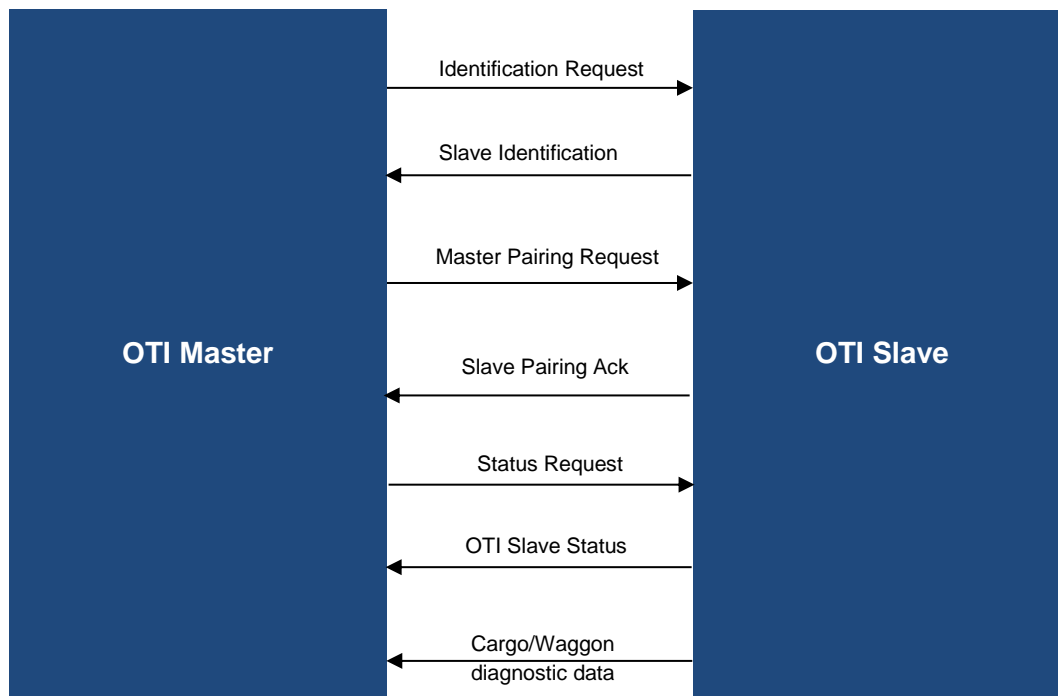 Identification Request
Slave Identification
Master Pairing Request
OTI Master
OTI Slave
Slave Pairing Ack
Status Request
OTI Slave Status
Cargo/Waggon
diagnostic data